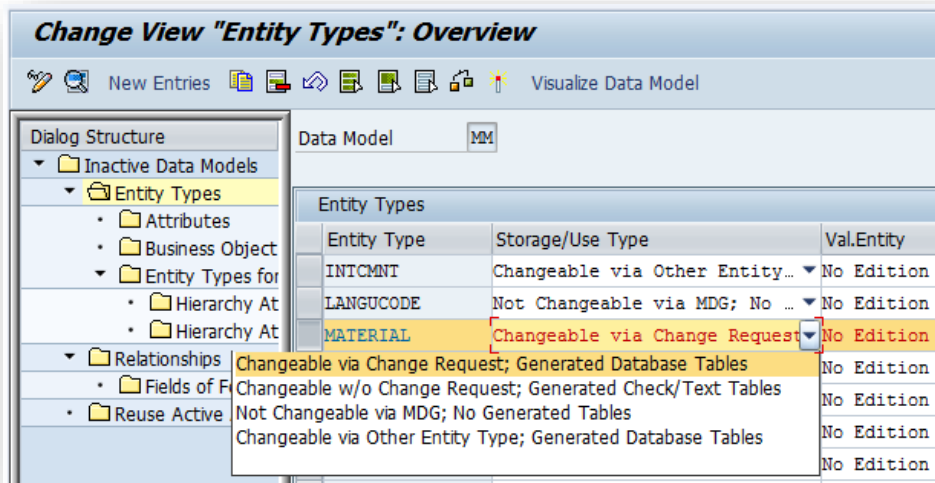 Change View "Entity Types": Overview
New Entries Visualize Data Model
Dialog Structure
Inactive Data Models
Entity Types
Attributes
Business Object
Entity Types for
Hierarchy At
Hierarchy At
Relationships
Fields of F
Reuse Active
Data Model MM
Entity Types
Entity Type Storage/Use Type Val.Entity
INTCMNT Changeable via Other Entity… No Edition
LANGUCODE Not Changeable via MDG; No … No Edition
MATERIAL Changeable via Change Request No Edition
Changeable via Change Request; Generated Database Tables No Edition
Changeable w/o Change Request; Generated Check/Text Tables No Edition
Not Changeable via MDG; No Generated Tables No Edition
Changeable via Other Entity Type; Generated Database Tables No Edition